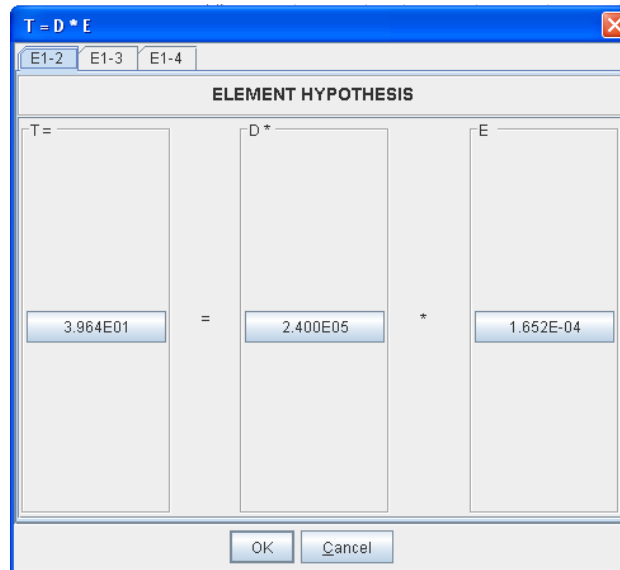 T = D * E
E1-2 E1-3 E1-4
ELEMENT HYPOTHESIS
T = D * E
3.964E01 = 2.400E05 * 1.652E-04
OK Cancel